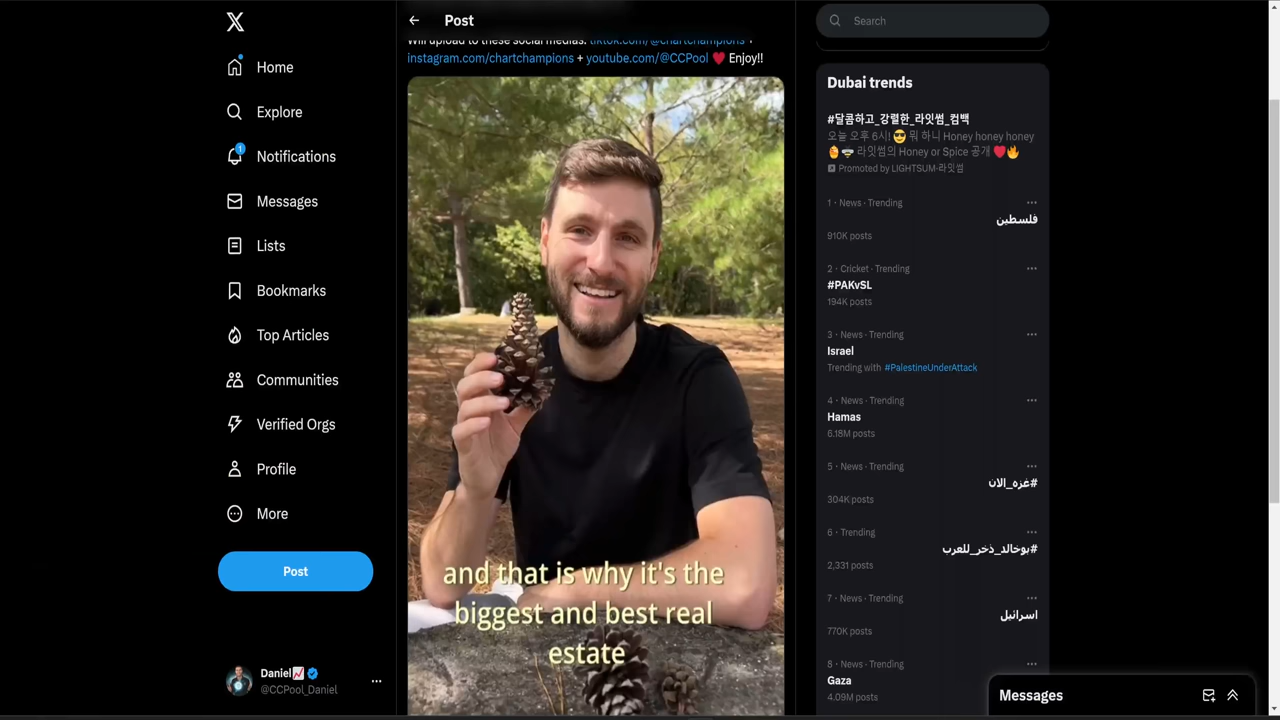 X
Home
Explore
1
Notifications
Messages
Lists
Bookmarks
Top Articles
Communities
Verified Orgs
Profile
More
Post
Daniel📈
@CCPool_Daniel
Post
Will upload to these social medias: tiktok.com/@chartchampions +
instagram.com/chartchampions + youtube.com/@CCPool ❤️ Enjoy!!
and that is why it's the
biggest and best real
estate
Search
Dubai trends
#달콤하고_강렬한_라잇썸_컴백
오늘 오후 6시! 😎 뭐 하니 Honey honey honey
라잇썸의 Honey or Spice 공개 ❤️🔥
Promoted by LIGHTSUM·라잇썸
1 · News · Trending
فلسطين
910K posts
2 · Cricket · Trending
#PAKvSL
194K posts
3 · News · Trending
Israel
Trending with #PalestineUnderAttack
4 · News · Trending
Hamas
6.18M posts
5 · News · Trending
#غزه_الان
304K posts
6 · Trending
#بوخالد_ذخر_للعرب
2,331 posts
7 · News · Trending
اسرائيل
770K posts
8 · News · Trending
Gaza
4.09M posts
Messages